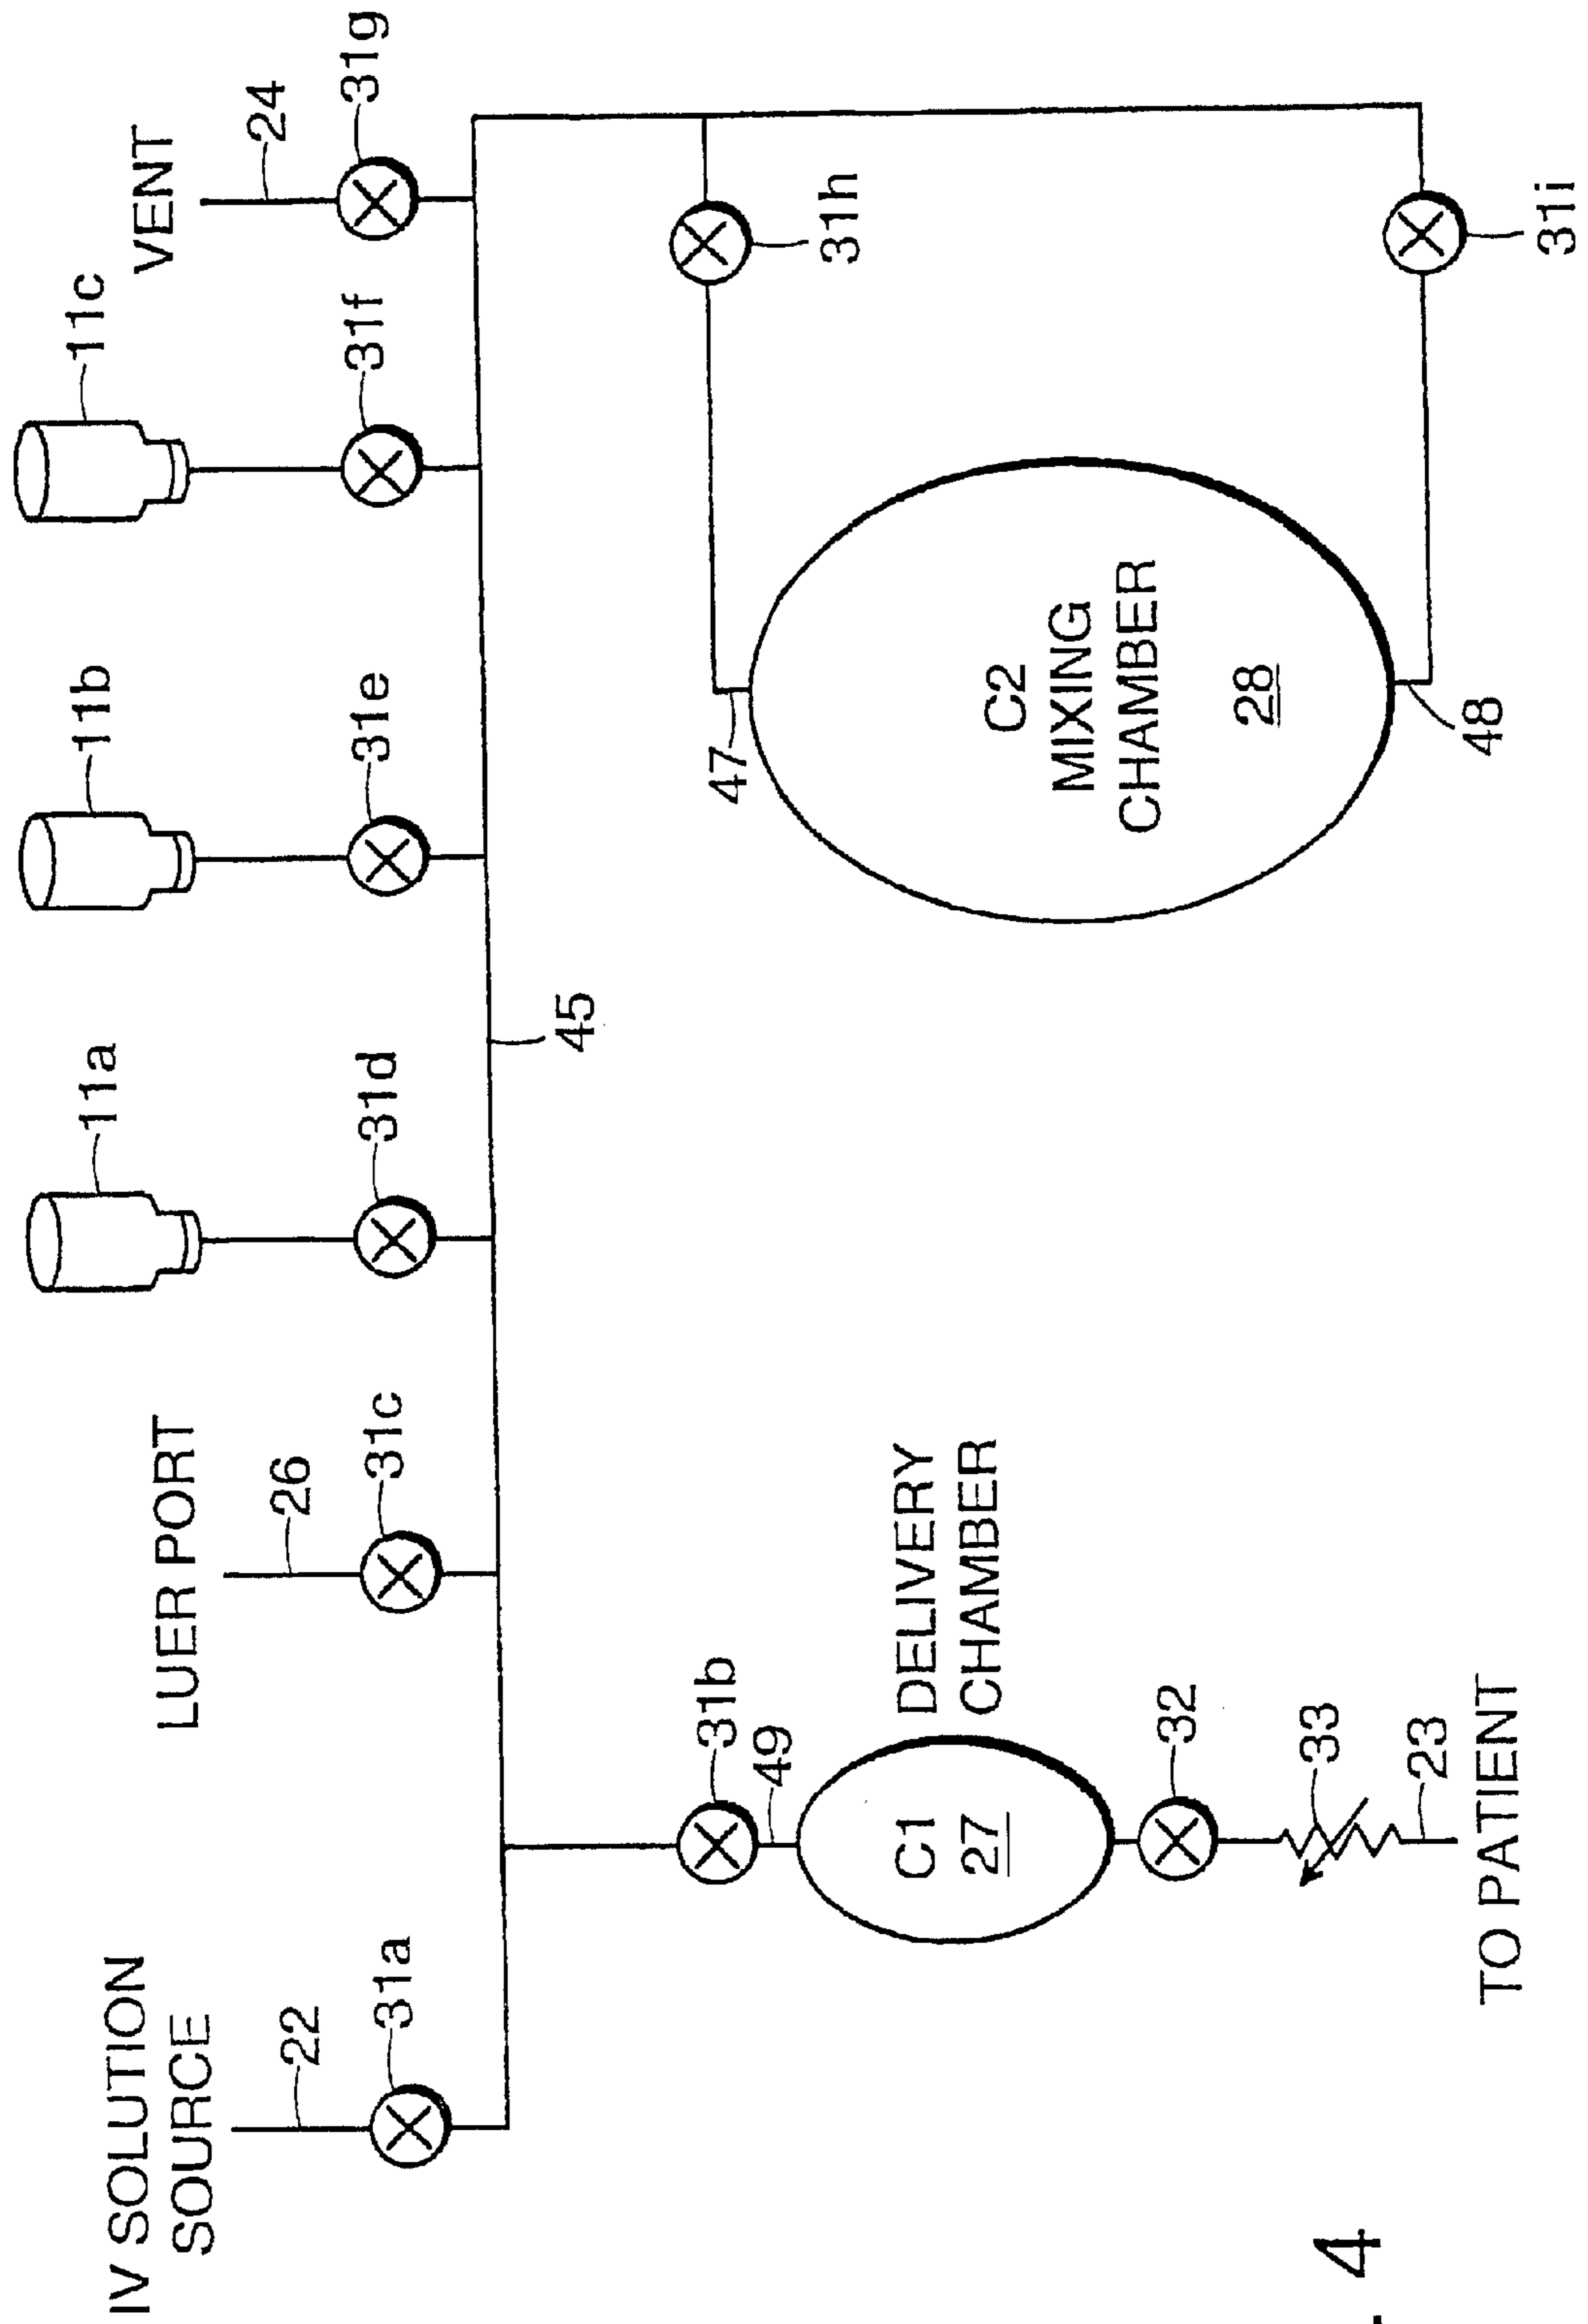 IV SOLUTION
SOURCE
22
31a
LUER PORT
26
31c
11a
31d
11b
31e
11c
31f
VENT
24
31g
45
31b
49
C1
27
DELIVERY
CHAMBER
32
33
23
TO PATIENT
47
C2
MIXING
CHAMBER
28
48
31h
31i
. 4